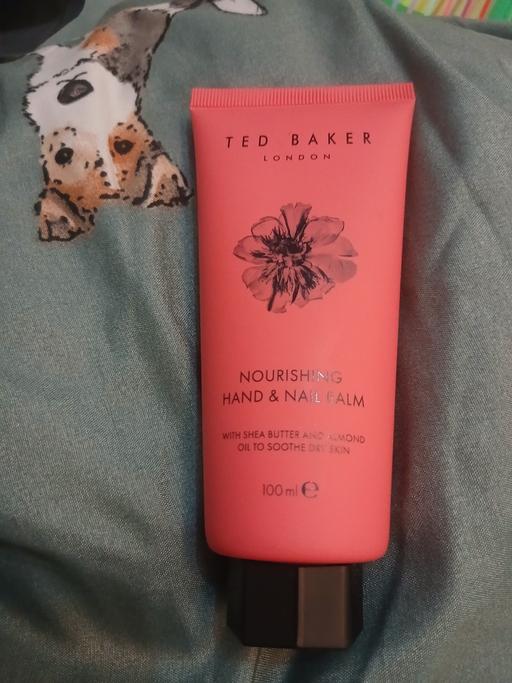 TED BAKER
LONDON
NOURISHING
HAND & NAIL BALM
WITH SHEA BUTTER AND ALMOND
OIL TO SOOTHE DRY SKIN
100 ml ℮